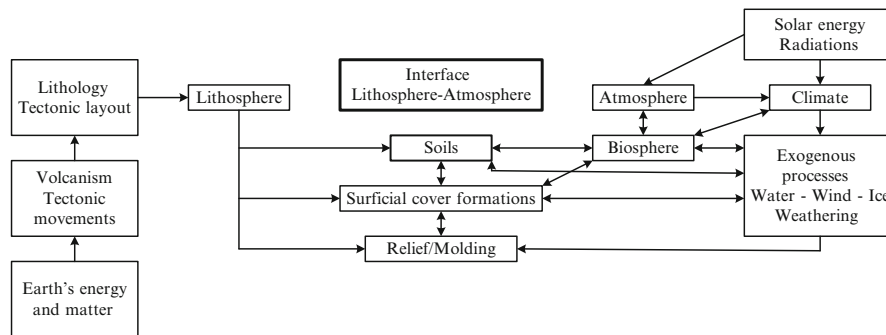 Solar energy
Radiations
Interface
Lithosphere-Atmosphere
Lithology
Tectonic layout
Lithosphere
Atmosphere
Climate
Soils
Biosphere
Exogenous
processes
Water - Wind - Ice
Weathering
Volcanism
Tectonic
movements
Surficial cover formations
Relief/Molding
Earth's energy
and matter